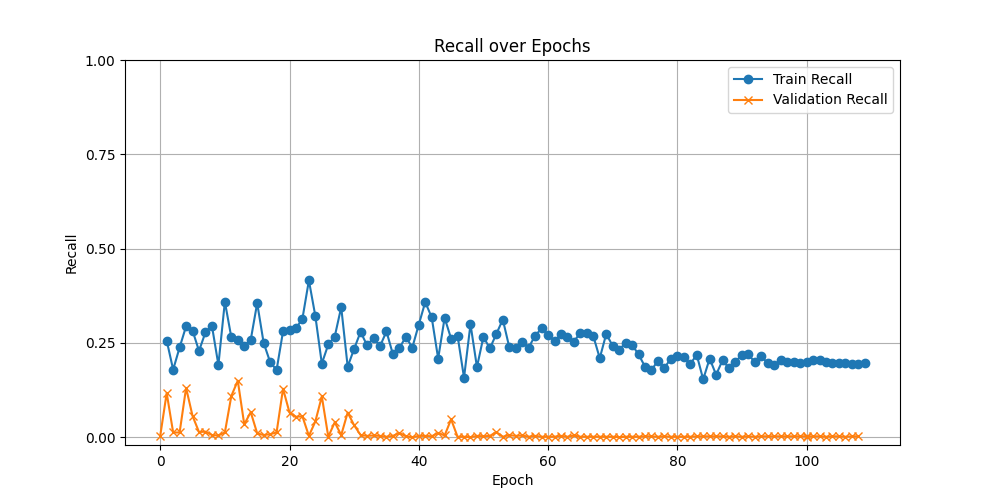 Recall over Epochs
Train Recall
Validation Recall
1.00
0.75
0.50
0.25
0.00
Recall
0 20 40 60 80 100
Epoch